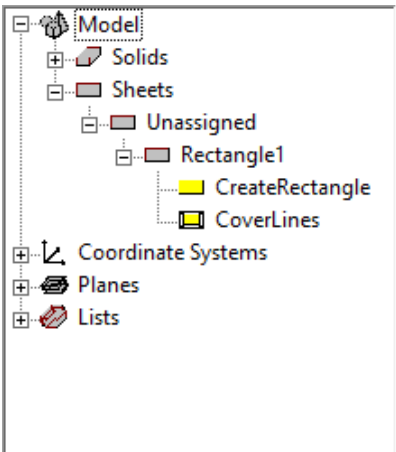 Model
Solids
Sheets
Unassigned
Rectangle1
CreateRectangle
CoverLines
Coordinate Systems
Planes
Lists